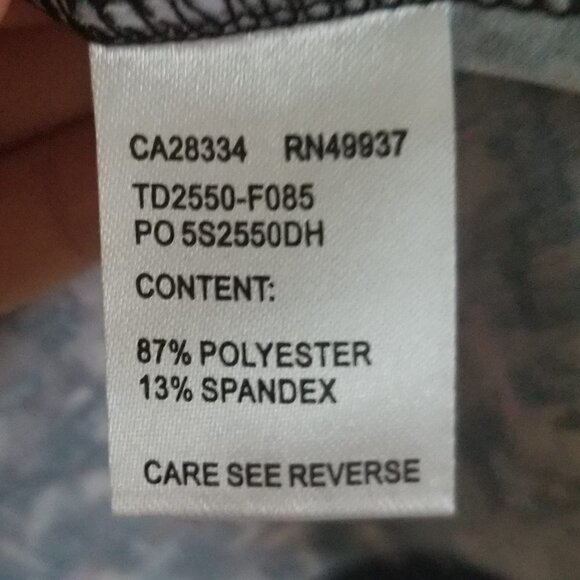 CA28334 RN49937
TD2550-F085
PO 5S2550DH
CONTENT:
87% POLYESTER
13% SPANDEX
CARE SEE REVERSE